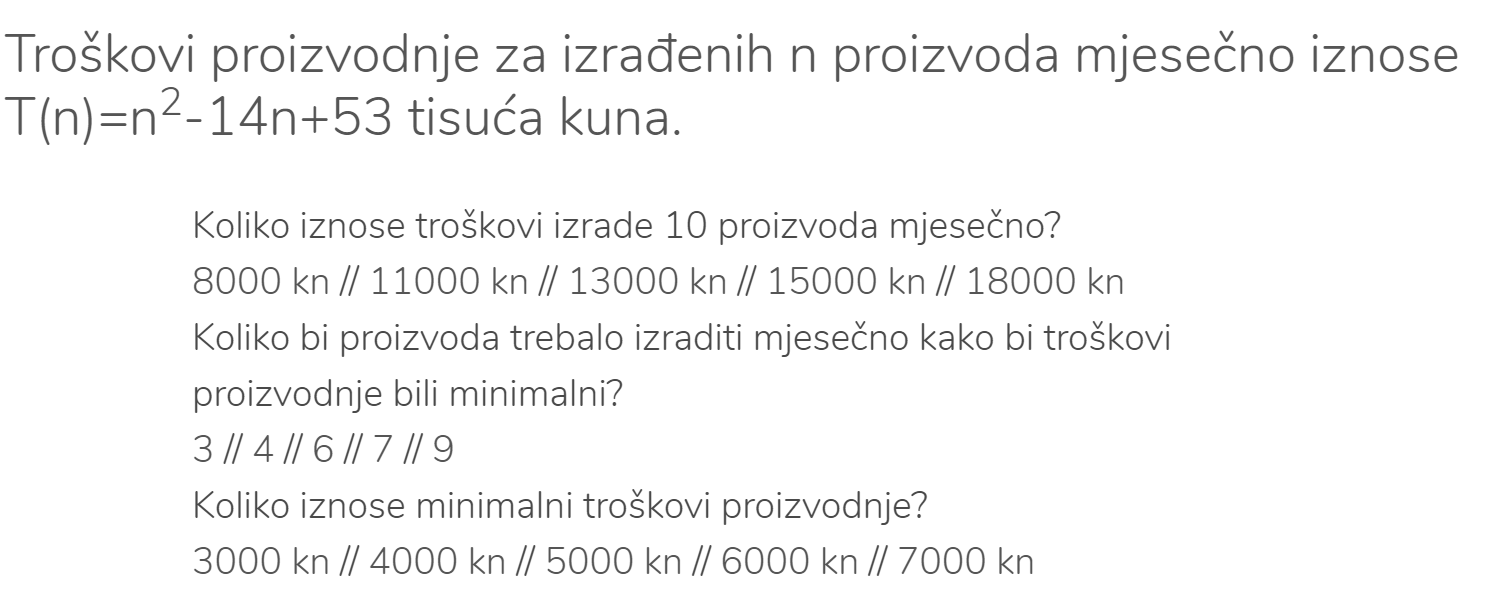 Troškovi proizvodnje za izrađenih n proizvoda mjesečno iznose
T(n)=n²-14n+53 tisuća kuna.
Koliko iznose troškovi izrade 10 proizvoda mjesečno?
8000 kn // 11000 kn // 13000 kn // 15000 kn // 18000 kn
Koliko bi proizvoda trebalo izraditi mjesečno kako bi troškovi
proizvodnje bili minimalni?
3 // 4 // 6 // 7 // 9
Koliko iznose minimalni troškovi proizvodnje?
3000 kn // 4000 kn // 5000 kn // 6000 kn // 7000 kn